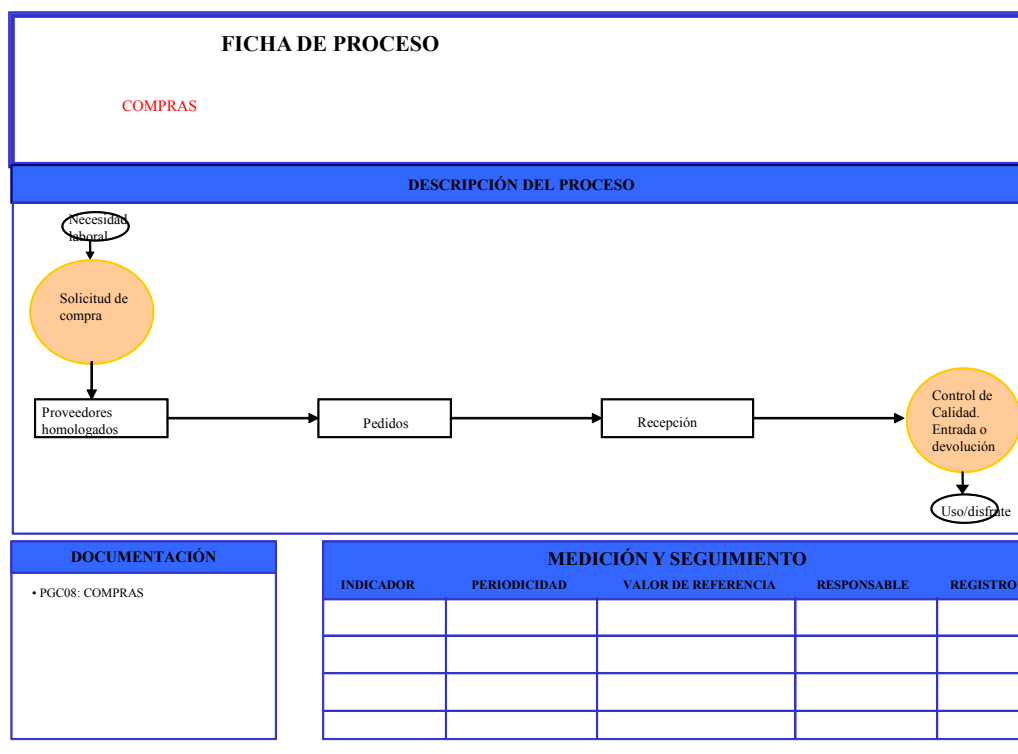 FICHA DE PROCESO
COMPRAS
DESCRIPCIÓN DEL PROCESO
Necesidad
laboral
Solicitud de
compra
Proveedores
homologados
Pedidos
Recepción
Control de
Calidad.
Entrada o
devolución
Uso/disfrute
DOCUMENTACIÓN
• PGC08: COMPRAS
MEDICIÓN Y SEGUIMIENTO
INDICADOR PERIODICIDAD VALOR DE REFERENCIA RESPONSABLE REGISTRO